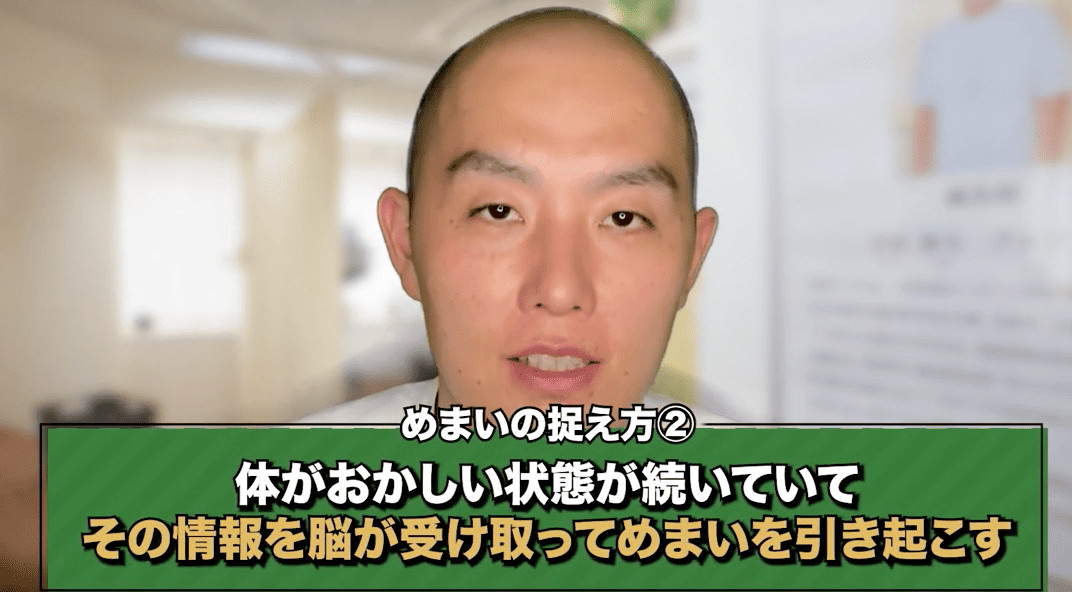 めまいの捉え方②
体がおかしい状態が続いていて
その情報を脳が受け取ってめまいを引き起こす